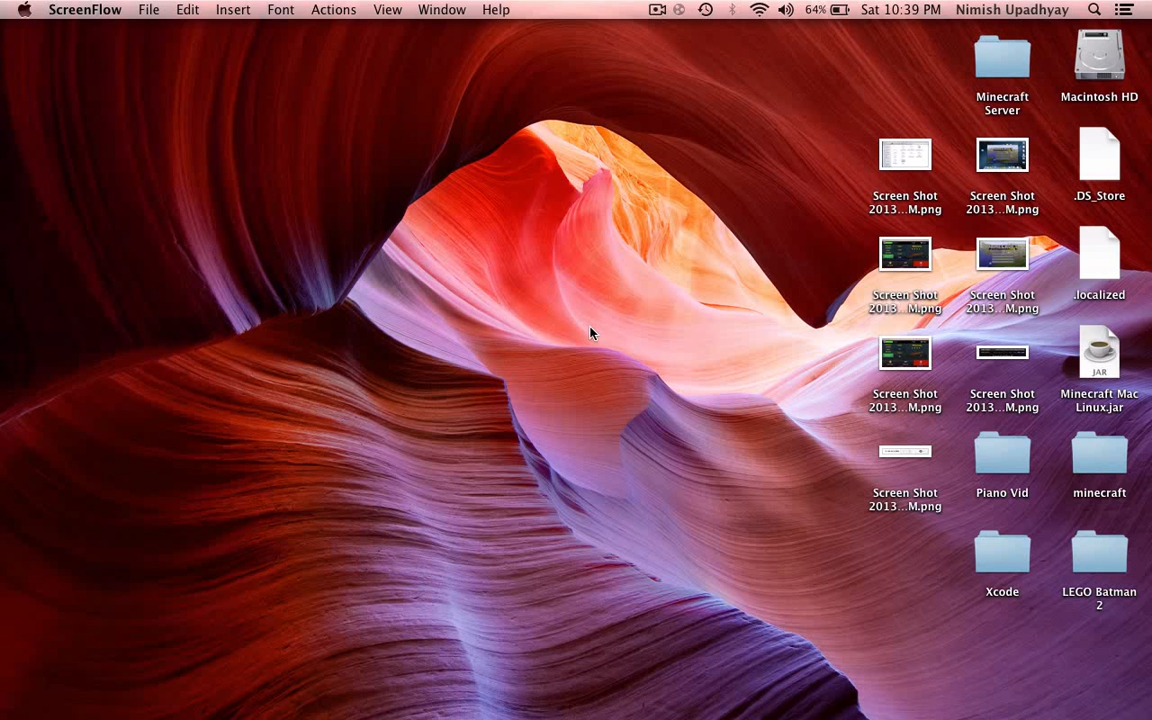 ScreenFlow File Edit Insert Font Actions View Window Help 64% Sat 10:39 PM Nimish Upadhyay
Minecraft
Server
Macintosh HD
Screen Shot
2013...M.png
Screen Shot
2013...M.png
.DS_Store
Screen Shot
2013...M.png
Screen Shot
2013...M.png
.localized
JAR
Screen Shot
2013...M.png
Screen Shot
2013...M.png
Minecraft Mac
Linux.jar
Screen Shot
2013...M.png
Piano Vid
minecraft
Xcode
LEGO Batman
2